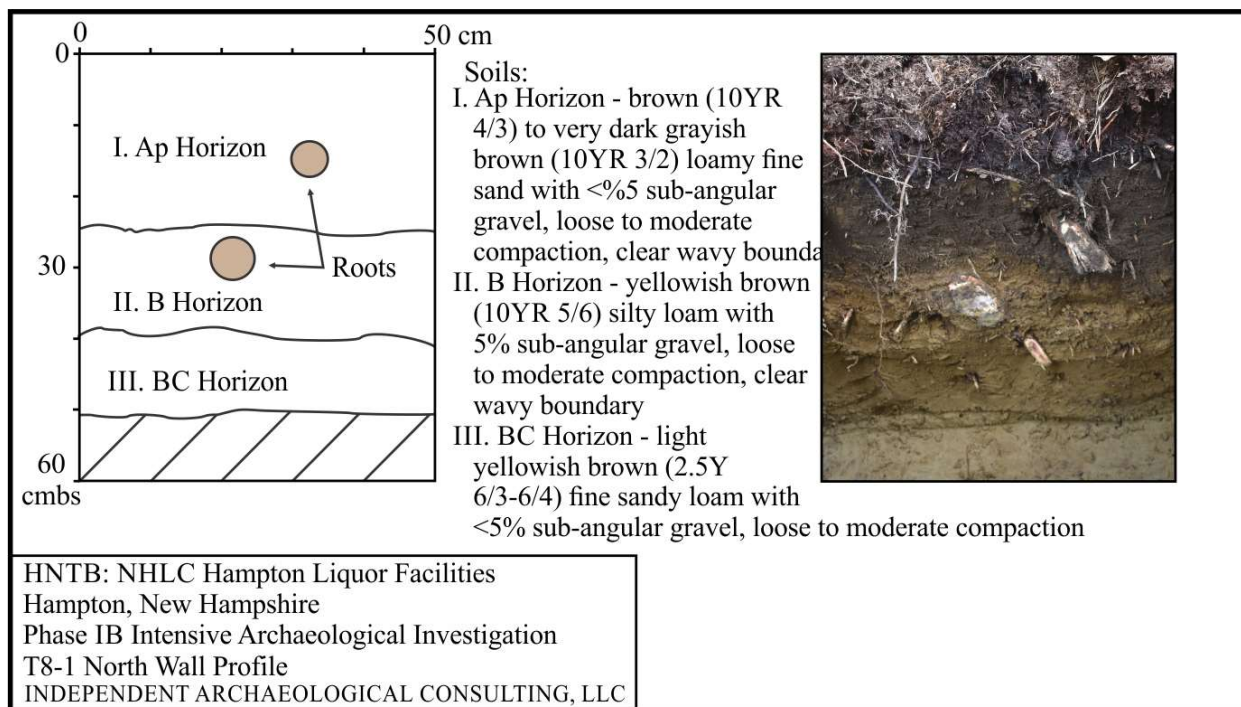 0
50 cm
0
I. Ap Horizon
30
Roots
II. B Horizon
III. BC Horizon
60
cmbs
Soils:
I. Ap Horizon - brown (10YR
4/3) to very dark grayish
brown (10YR 3/2) loamy fine
sand with <%5 sub-angular
gravel, loose to moderate
compaction, clear wavy bounda
II. B Horizon - yellowish brown
(10YR 5/6) silty loam with
5% sub-angular gravel, loose
to moderate compaction, clear
wavy boundary
III. BC Horizon - light
yellowish brown (2.5Y
6/3-6/4) fine sandy loam with
<5% sub-angular gravel, loose to moderate compaction
HNTB: NHLC Hampton Liquor Facilities
Hampton, New Hampshire
Phase IB Intensive Archaeological Investigation
T8-1 North Wall Profile
INDEPENDENT ARCHAEOLOGICAL CONSULTING, LLC